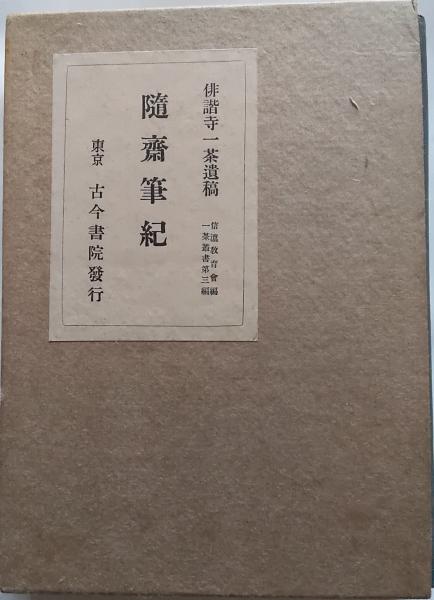 俳諧寺一茶遺稿
信濃教育會編
一茶叢書第三編
隨齋筆紀
東京 古今書院發行